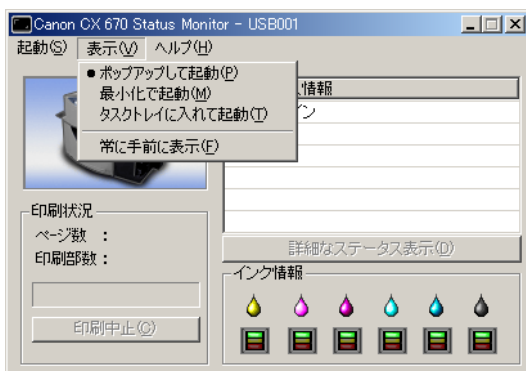 Canon CX 670 Status Monitor - USB001
起動(S) 表示(V) ヘルプ(H)
ポップアップして起動(P)
最小化で起動(M)
タスクトレイに入れて起動(T)
常に手前に表示(F)
情報
イン
印刷状況
ページ数 :
印刷部数 :
印刷中止(C)
詳細なステータス表示(D)
インク情報